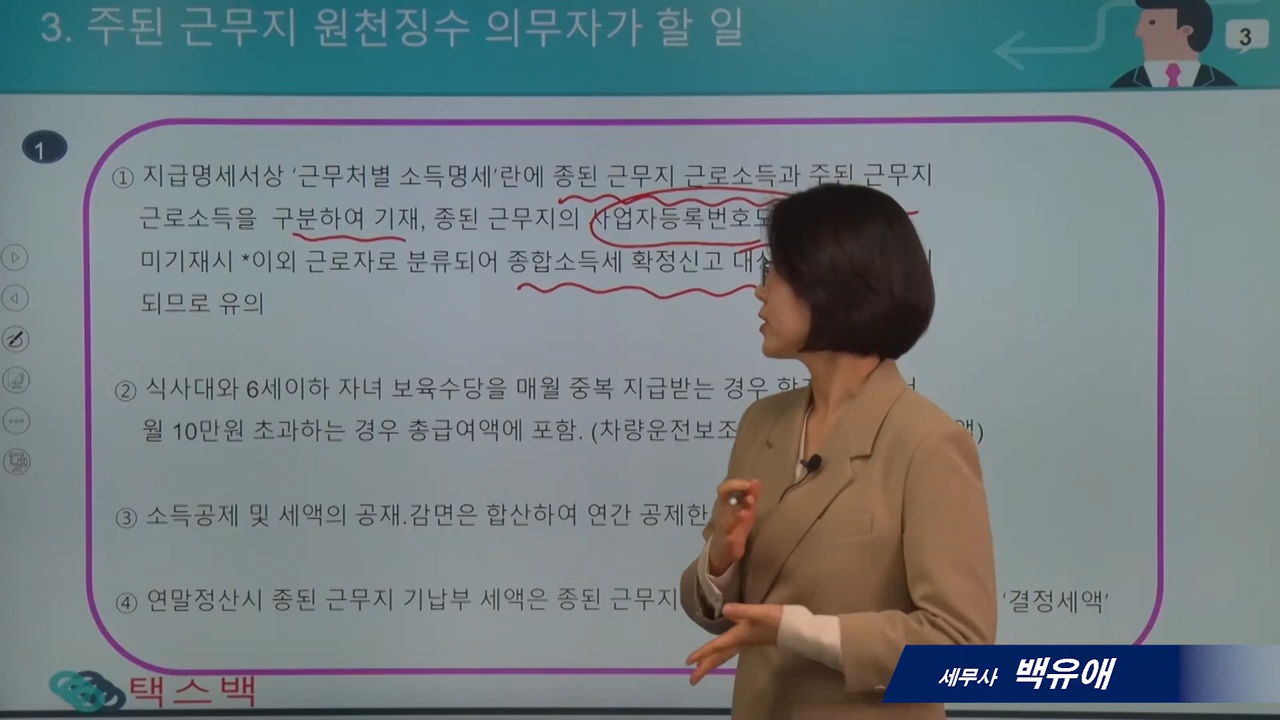 3. 주된 근무지 원천징수 의무자가 할 일
3
1
① 지급명세서상 '근무처별 소득명세'란에 종된 근무지 근로소득과 주된 근무지
근로소득을 구분하여 기재, 종된 근무지의 사업자등록번호도
미기재시 *이외 근로자로 분류되어 종합소득세 확정신고
되므로 유의
② 식사대와 6세이하 자녀 보육수당을 매월 중복 지급받는 경우
월 10만원 초과하는 경우 총급여액에 포함. (차량운전보조
③ 소득공제 및 세액의 공재.감면은 합산하여 연간
④ 연말정산시 종된 근무지 기납부 세액은 종된 근무지 '결정세액'
택스백
세무사 백유애